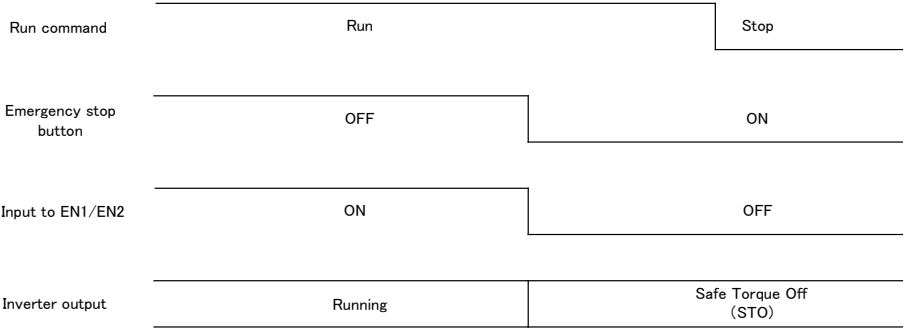 Run command
Run
Stop
Emergency stop
button
OFF
ON
Input to EN1/EN2
ON
OFF
Inverter output
Running
Safe Torque Off
(STO)